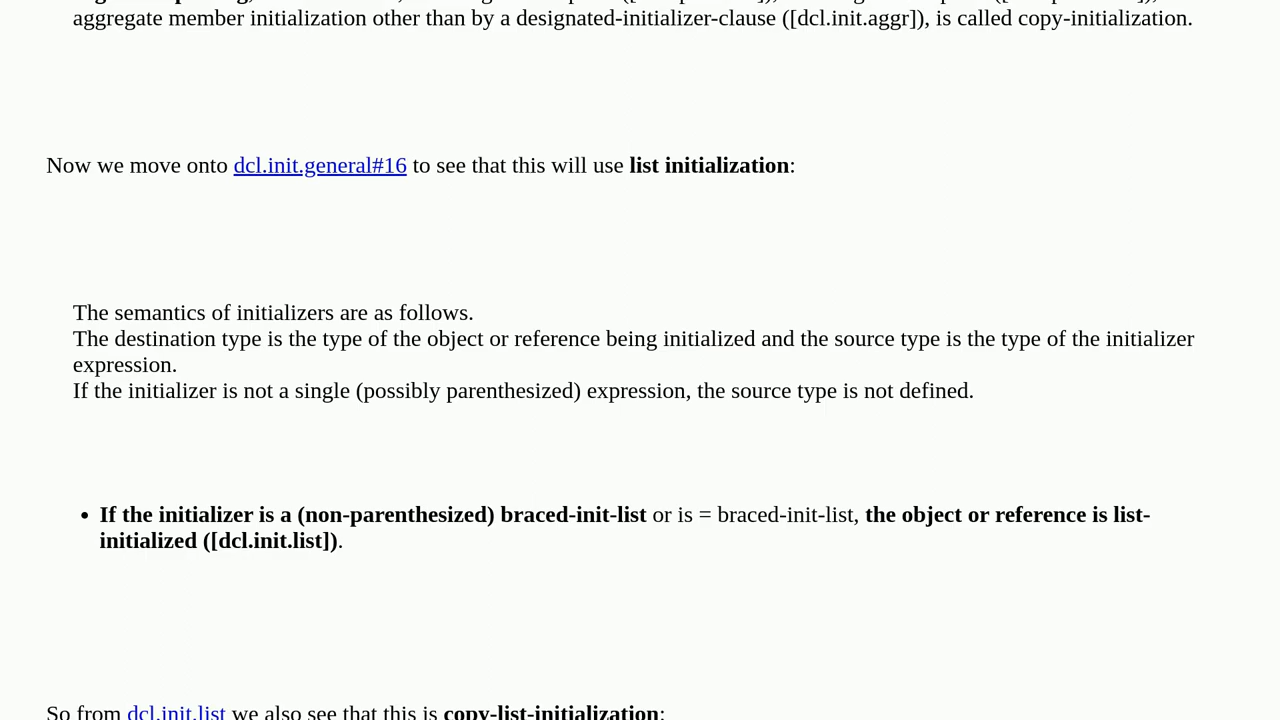 aggregate member initialization other than by a designated-initializer-clause ([dcl.init.aggr]), is called copy-initialization.
Now we move onto dcl.init.general#16 to see that this will use list initialization:
The semantics of initializers are as follows.
The destination type is the type of the object or reference being initialized and the source type is the type of the initializer
expression.
If the initializer is not a single (possibly parenthesized) expression, the source type is not defined.
• If the initializer is a (non-parenthesized) braced-init-list or is = braced-init-list, the object or reference is list-
initialized ([dcl.init.list]).
So from dcl.init.list we also see that this is copy-list-initialization: